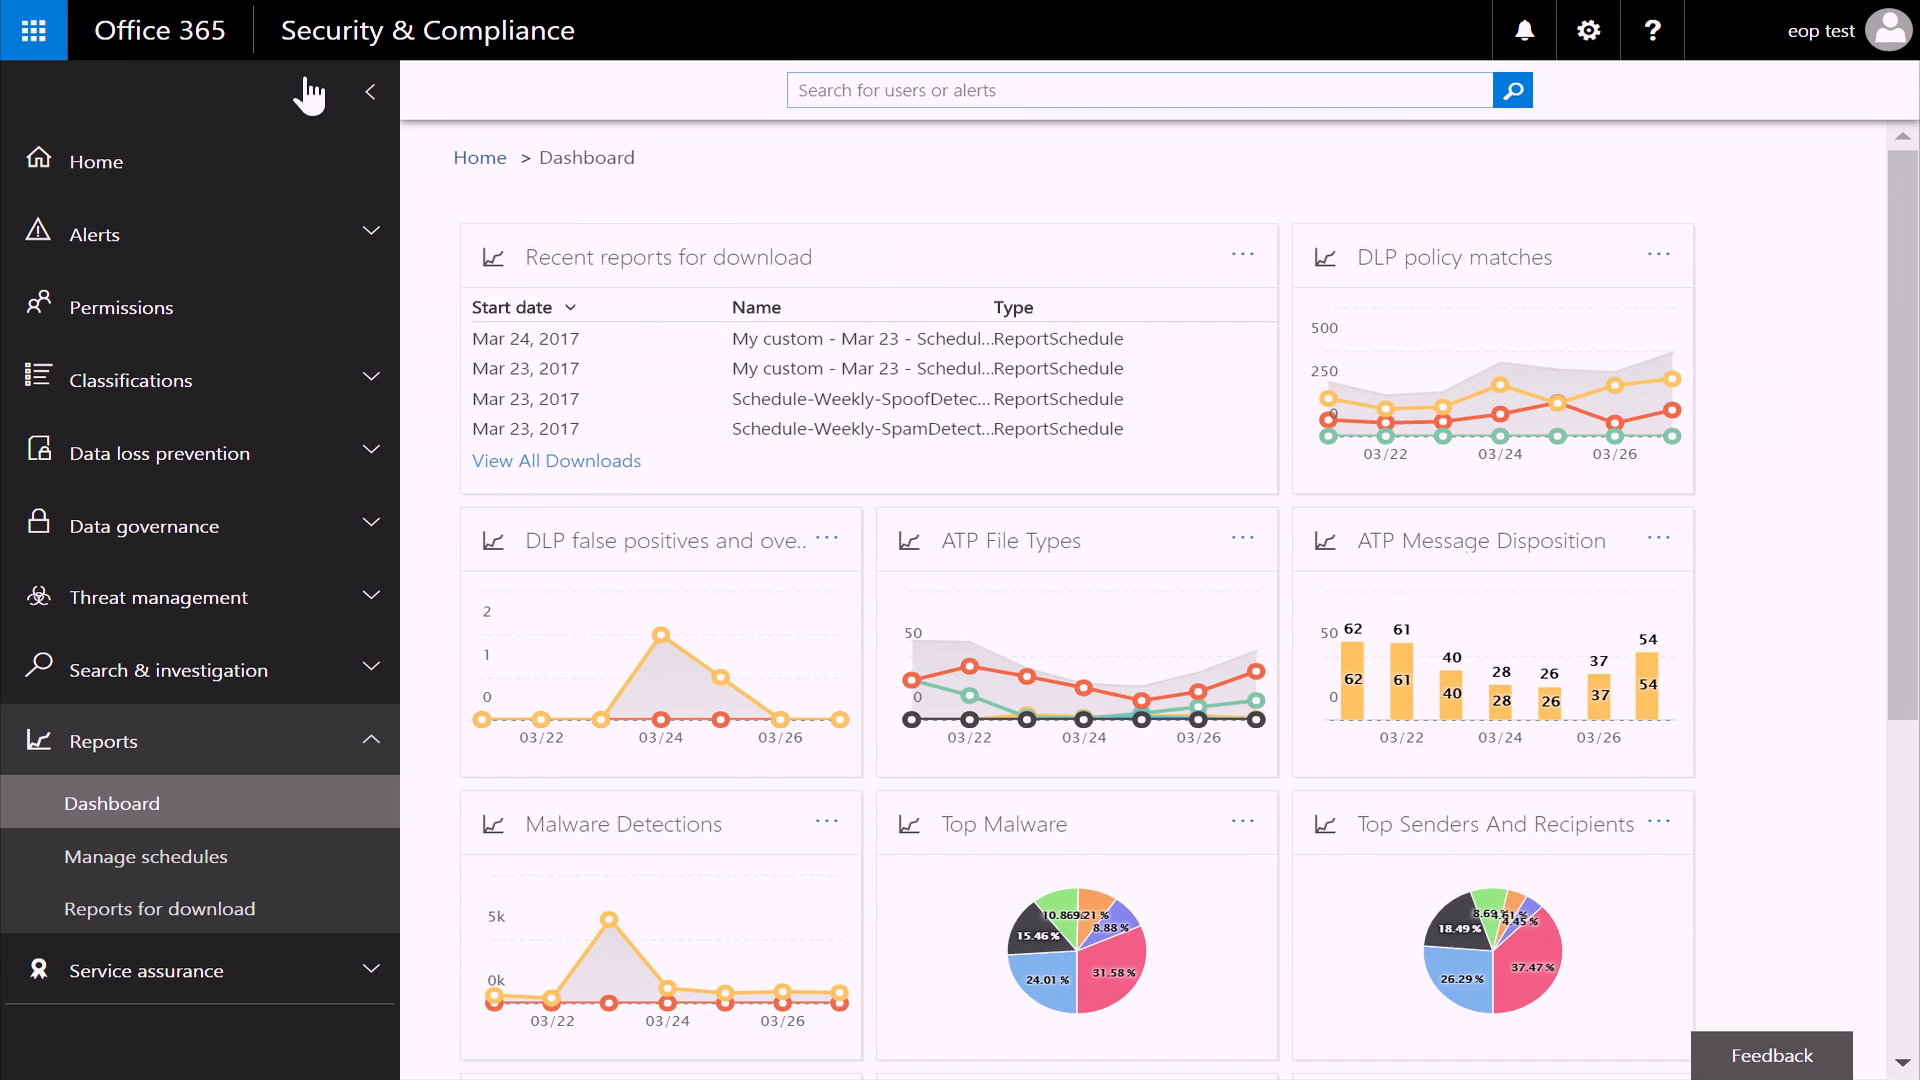 Office 365
Security & Compliance
?
eop test
Search for users or alerts
Home
Alerts
Permissions
Classifications
Data loss prevention
Data governance
Threat management
Search & investigation
Reports
Dashboard
Manage schedules
Reports for download
Service assurance
Home > Dashboard
Recent reports for download ...
Start date Name Type
Mar 24, 2017 My custom - Mar 23 - Schedul... ReportSchedule
Mar 23, 2017 My custom - Mar 23 - Schedul... ReportSchedule
Mar 23, 2017 Schedule-Weekly-SpoofDetec... ReportSchedule
Mar 23, 2017 Schedule-Weekly-SpamDetect... ReportSchedule
View All Downloads
DLP policy matches ...
500
250
0
03/22 03/24 03/26
DLP false positives and ove.. ...
2
1
0
03/22 03/24 03/26
ATP File Types ...
50
0
03/22 03/24 03/26
ATP Message Disposition ...
50
0
62 61 40 28 26 37 54
62 61 40 28 26 37 54
03/22 03/24 03/26
Malware Detections ...
5k
0k
03/22 03/24 03/26
Top Malware ...
15.46 %
8.88 %
24.01 %
31.58 %
Top Senders And Recipients ...
18.49 %
4.45 %
26.29 %
37.47 %
Feedback